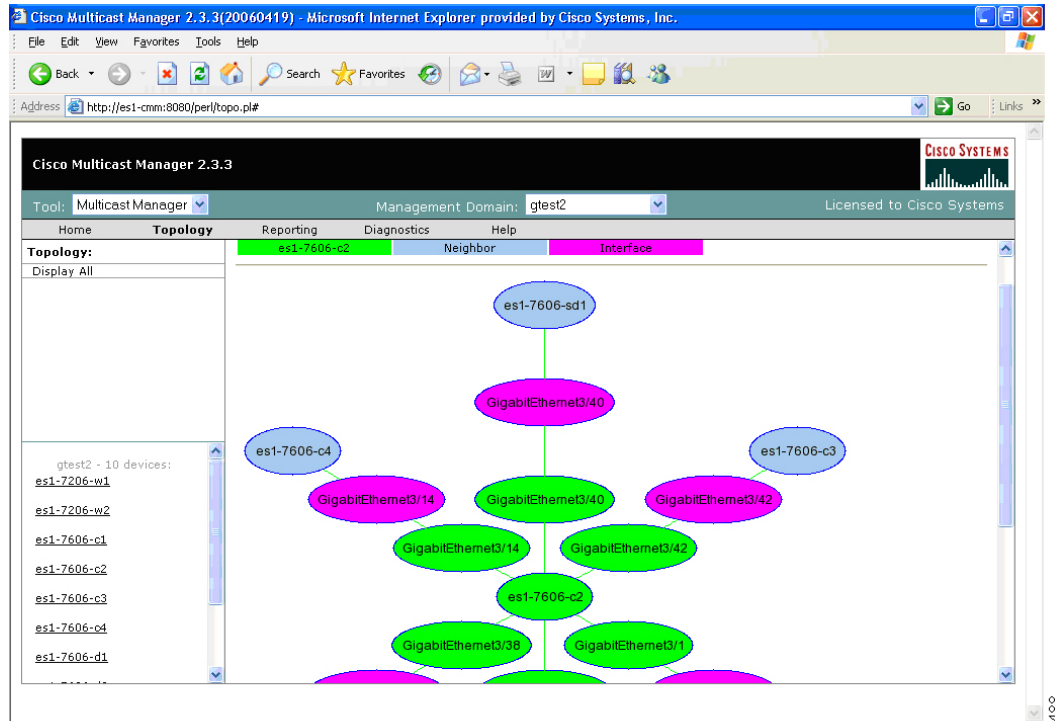 Cisco Multicast Manager 2.3.3(20060419) - Microsoft Internet Explorer provided by Cisco Systems, Inc.
File Edit View Favorites Tools Help
Back Search Favorites
Address http://es1-cmm:8080/perl/topo.pl# Go Links »
Cisco Multicast Manager 2.3.3
CISCO SYSTEMS
Tool: Multicast Manager Management Domain: gtest2 Licensed to Cisco Systems
Home Topology Reporting Diagnostics Help
Topology:
Display All
es1-7606-c2 Neighbor Interface
es1-7606-sd1
GigabitEthernet3/40
es1-7606-c4 es1-7606-c3
GigabitEthernet3/14 GigabitEthernet3/40 GigabitEthernet3/42
GigabitEthernet3/14 GigabitEthernet3/42
es1-7606-c2
GigabitEthernet3/38 GigabitEthernet3/1
gtest2 - 10 devices:
es1-7206-w1
es1-7206-w2
es1-7606-c1
es1-7606-c2
es1-7606-c3
es1-7606-c4
es1-7606-d1